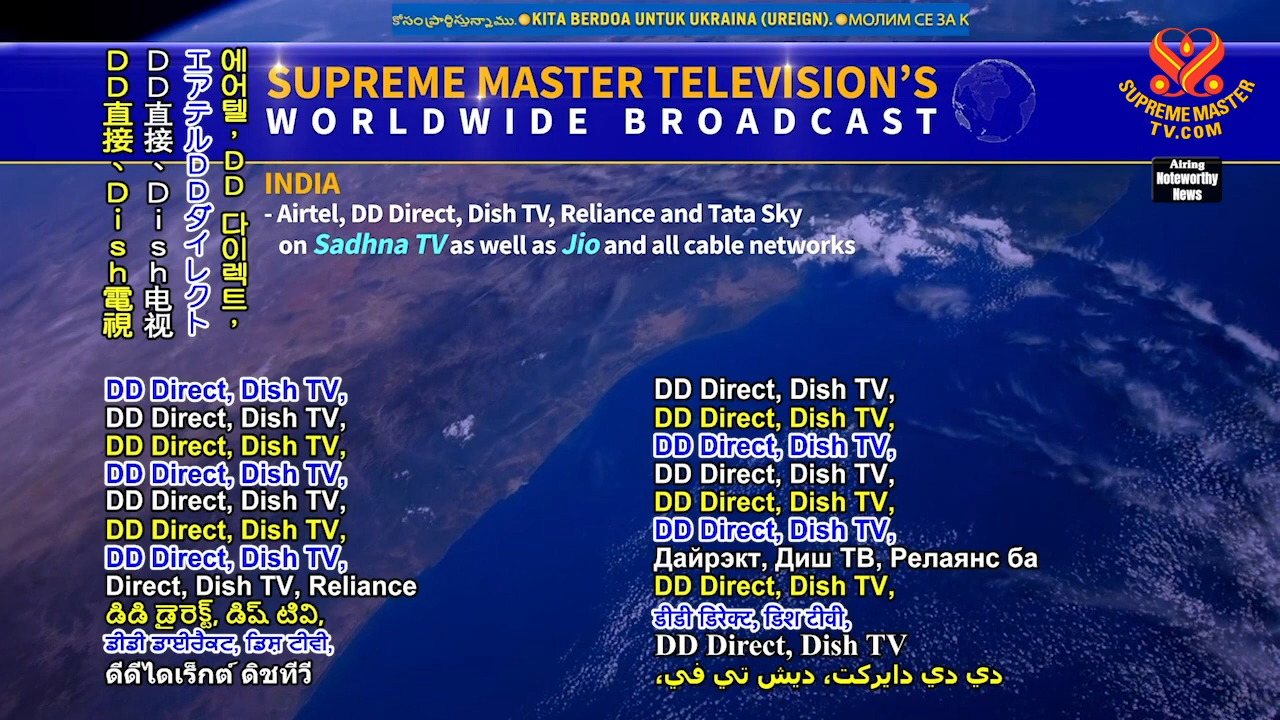 కోసం ప్రార్థిస్తున్నాము. KITA BERDOA UNTUK UKRAINA (UREIGN). МОЛИМ СЕ ЗА
SUPREME MASTER TELEVISION'S
WORLDWIDE BROADCAST
SUPREME MASTER
TV.COM
Airing
Noteworthy
News
INDIA
- Airtel, DD Direct, Dish TV, Reliance and Tata Sky
on Sadhna TV as well as Jio and all cable networks
에어텔, DD 다이렉트,
エアテルDDダイレクト
DD直接、Dish电视
DD直接、Dish電視
DD Direct, Dish TV,
DD Direct, Dish TV,
DD Direct, Dish TV,
DD Direct, Dish TV,
DD Direct, Dish TV,
DD Direct, Dish TV,
DD Direct, Dish TV,
Direct, Dish TV, Reliance
డిడి డైరెక్ట్, డిష్ టివి,
ਡੀਡੀ ਡਾਈਰੈਕਟ, ਡਿਸ਼ ਟੀਵੀ,
ดีดีไดเร็กต์ ดิชทีวี
DD Direct, Dish TV,
DD Direct, Dish TV,
DD Direct, Dish TV,
DD Direct, Dish TV,
DD Direct, Dish TV,
DD Direct, Dish TV,
Дайрэкт, Диш ТВ, Релаянс ба
DD Direct, Dish TV,
डीडी डिरेक्ट, डिश टीवी,
DD Direct, Dish TV
دي دي دايركت، ديش تي في،